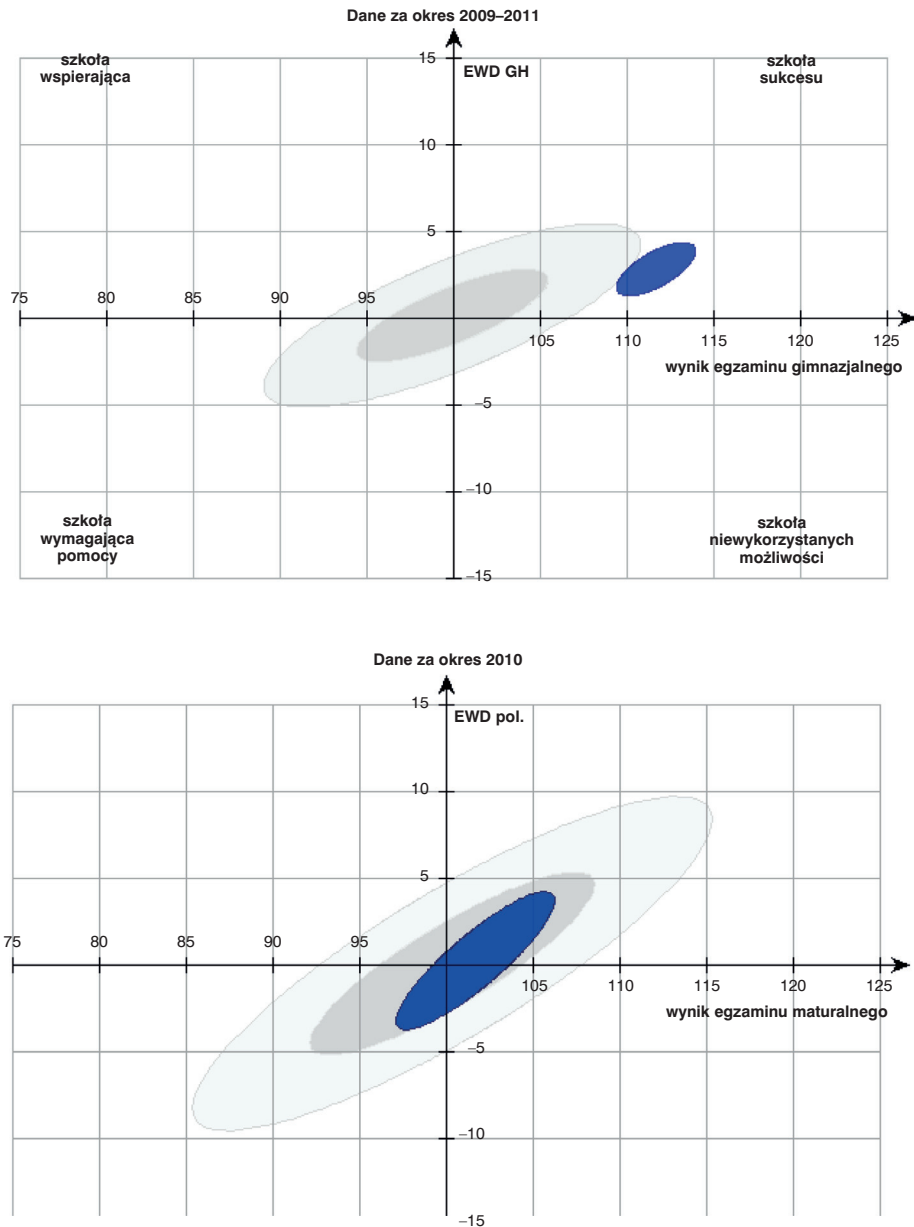 Dane za okres 2009–2011
szkoła
wspierająca
EWD GH
szkoła
sukcesu
15
10
5
75 80 85 90 95
105 110 115 120 125
wynik egzaminu gimnazjalnego
–5
–10
szkoła
wymagająca
pomocy
szkoła
niewykorzystanych
możliwości
–15
Dane za okres 2010
15
EWD pol.
10
5
75 80 85 90 95
105 110 115 120 125
wynik egzaminu maturalnego
–5
–10
–15